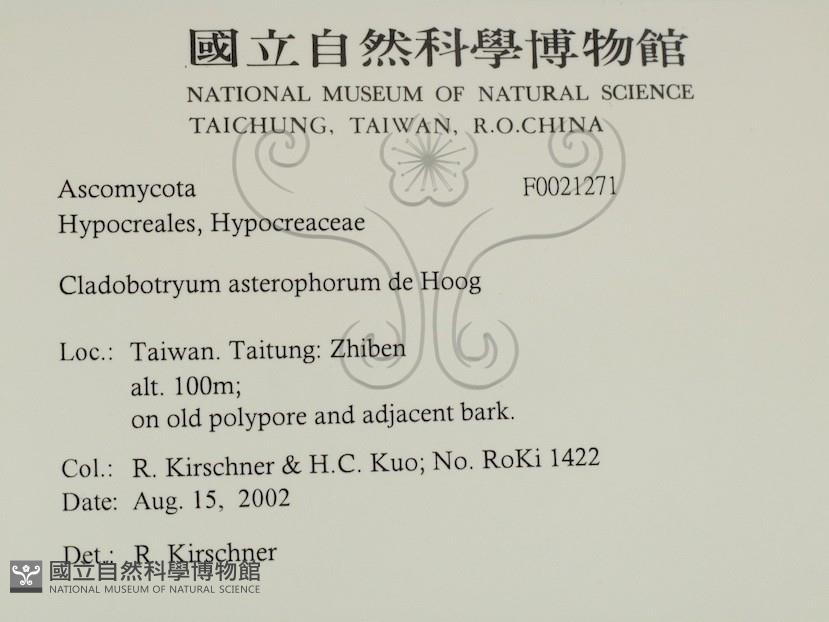 國立自然科學博物館
NATIONAL MUSEUM OF NATURAL SCIENCE
TAICHUNG, TAIWAN, R.O.CHINA
Ascomycota F0021271
Hypocreales, Hypocreaceae
Cladobotryum asterophorum de Hoog
Loc.: Taiwan. Taitung: Zhiben
alt. 100m;
on old polypore and adjacent bark.
Col.: R. Kirschner & H.C. Kuo; No. RoKi 1422
Date: Aug. 15, 2002
Det.: R. Kirschner
國立自然科學博物館
NATIONAL MUSEUM OF NATURAL SCIENCE